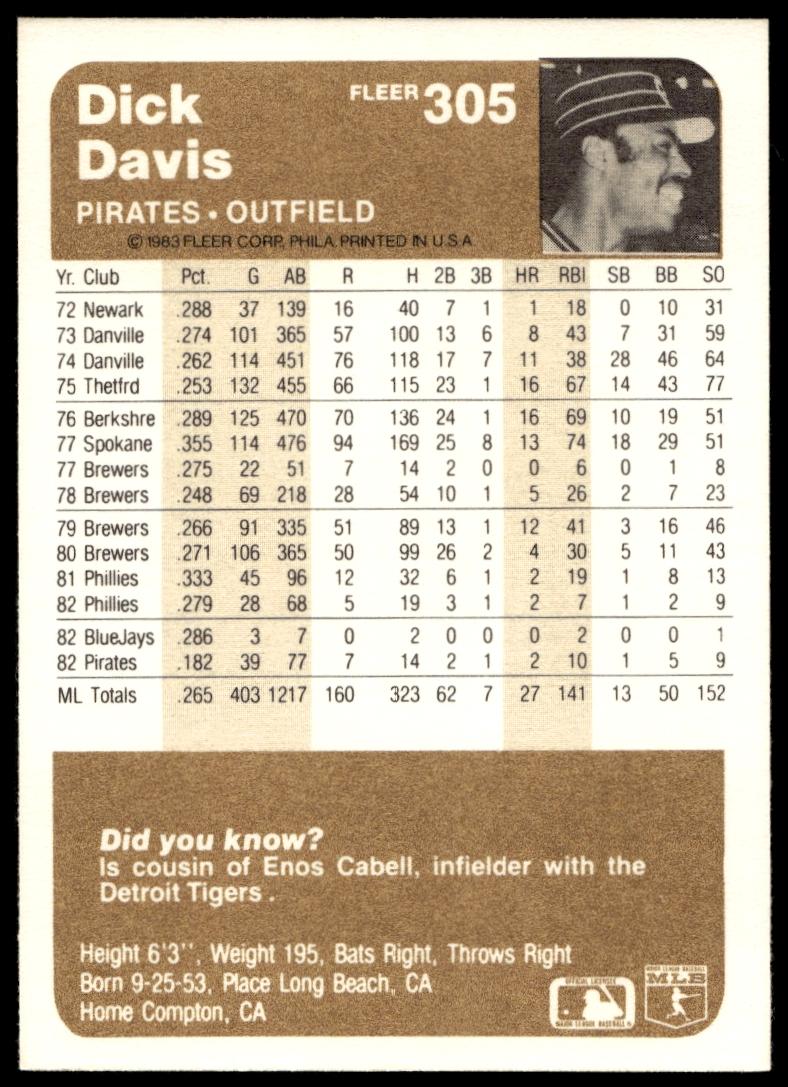 Dick
Davis
FLEER 305
PIRATES • OUTFIELD
© 1983 FLEER CORP, PHILA. PRINTED IN U.S.A.
Yr. Club Pct. G AB R H 2B 3B HR RBI SB BB SO
72 Newark .288 37 139 16 40 7 1 1 18 0 10 31
73 Danville .274 101 365 57 100 13 6 8 43 7 31 59
74 Danville .262 114 451 76 118 17 7 11 38 28 46 64
75 Thetfrd .253 132 455 66 115 23 1 16 67 14 43 77
76 Berkshre .289 125 470 70 136 24 1 16 69 10 19 51
77 Spokane .355 114 476 94 169 25 8 13 74 18 29 51
77 Brewers .275 22 51 7 14 2 0 0 6 0 1 8
78 Brewers .248 69 218 28 54 10 1 5 26 2 7 23
79 Brewers .266 91 335 51 89 13 1 12 41 3 16 46
80 Brewers .271 106 365 50 99 26 2 4 30 5 11 43
81 Phillies .333 45 96 12 32 6 1 2 19 1 8 13
82 Phillies .279 28 68 5 19 3 1 2 7 1 2 9
82 BlueJays .286 3 7 0 2 0 0 0 2 0 0 1
82 Pirates .182 39 77 7 14 2 1 2 10 1 5 9
ML Totals .265 403 1217 160 323 62 7 27 141 13 50 152
Did you know?
Is cousin of Enos Cabell, infielder with the
Detroit Tigers .
Height 6'3'', Weight 195, Bats Right, Throws Right
Born 9-25-53, Place Long Beach, CA
Home Compton, CA
OFFICIAL LICENSEE
MAJOR LEAGUE BASEBALL
MAJOR LEAGUE BASEBALL
MLB